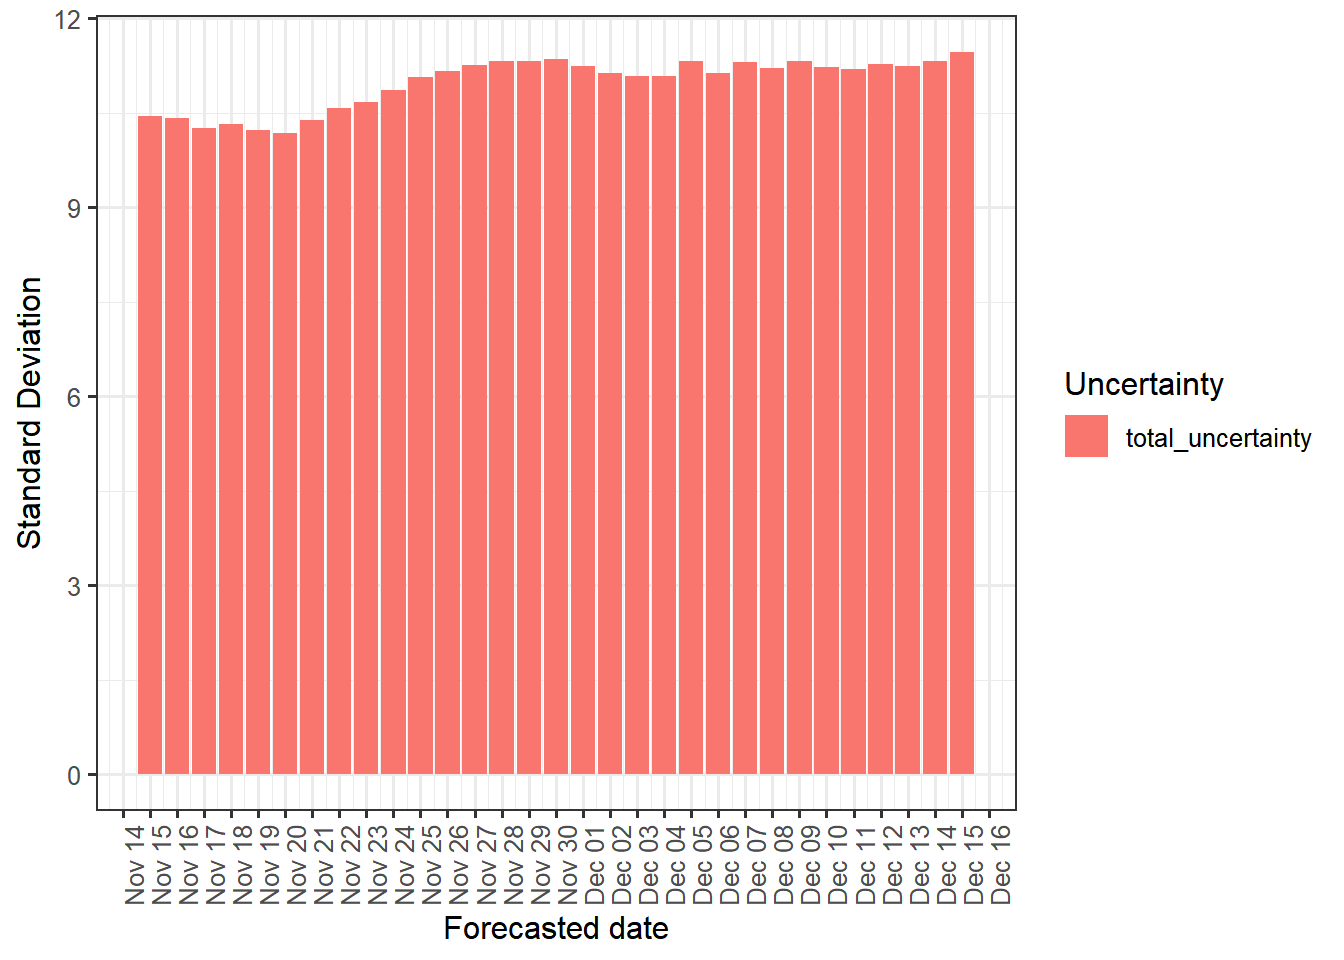 12
9
6
3
0
Standard Deviation
Nov 14
Nov 15
Nov 16
Nov 17
Nov 18
Nov 19
Nov 20
Nov 21
Nov 22
Nov 23
Nov 24
Nov 25
Nov 26
Nov 27
Nov 28
Nov 29
Nov 30
Dec 01
Dec 02
Dec 03
Dec 04
Dec 05
Dec 06
Dec 07
Dec 08
Dec 09
Dec 10
Dec 11
Dec 12
Dec 13
Dec 14
Dec 15
Dec 16
Forecasted date
Uncertainty
total_uncertainty